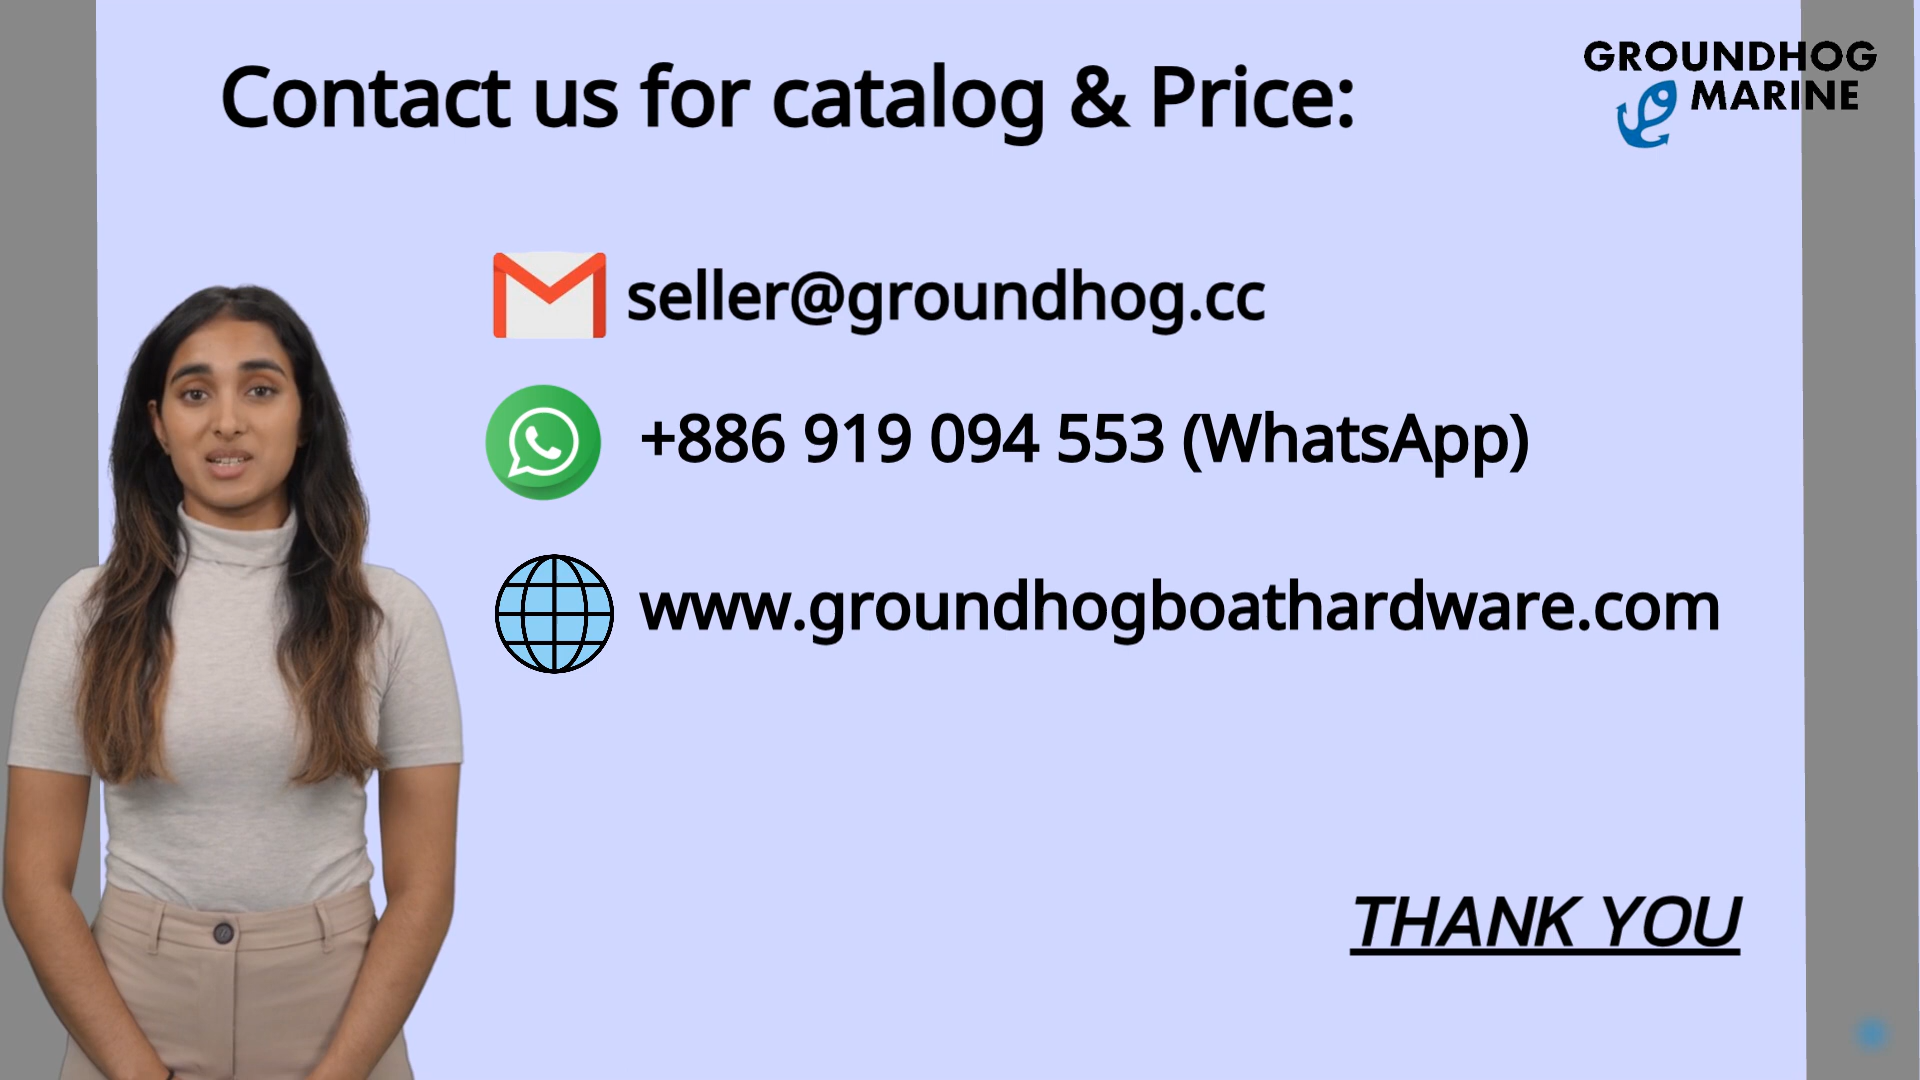 GROUNDHOG
MARINE
Contact us for catalog & Price:
seller@groundhog.cc
+886 919 094 553 (WhatsApp)
www.groundhogboathardware.com
THANK YOU